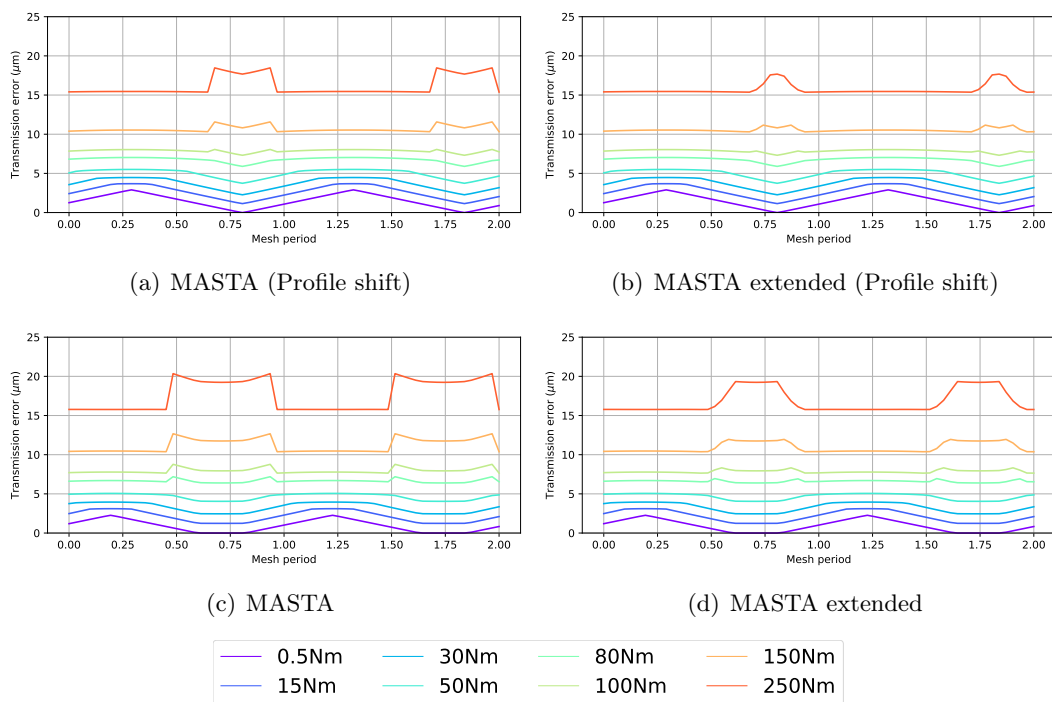 25
20
15
10
5
0
Transmission error (μm)
0.00 0.25 0.50 0.75 1.00 1.25 1.50 1.75 2.00
Mesh period
(a) MASTA (Profile shift)
25
20
15
10
5
0
Transmission error (μm)
0.00 0.25 0.50 0.75 1.00 1.25 1.50 1.75 2.00
Mesh period
(b) MASTA extended (Profile shift)
25
20
15
10
5
0
Transmission error (μm)
0.00 0.25 0.50 0.75 1.00 1.25 1.50 1.75 2.00
Mesh period
(c) MASTA
25
20
15
10
5
0
Transmission error (μm)
0.00 0.25 0.50 0.75 1.00 1.25 1.50 1.75 2.00
Mesh period
(d) MASTA extended
0.5Nm 30Nm 80Nm 150Nm
15Nm 50Nm 100Nm 250Nm